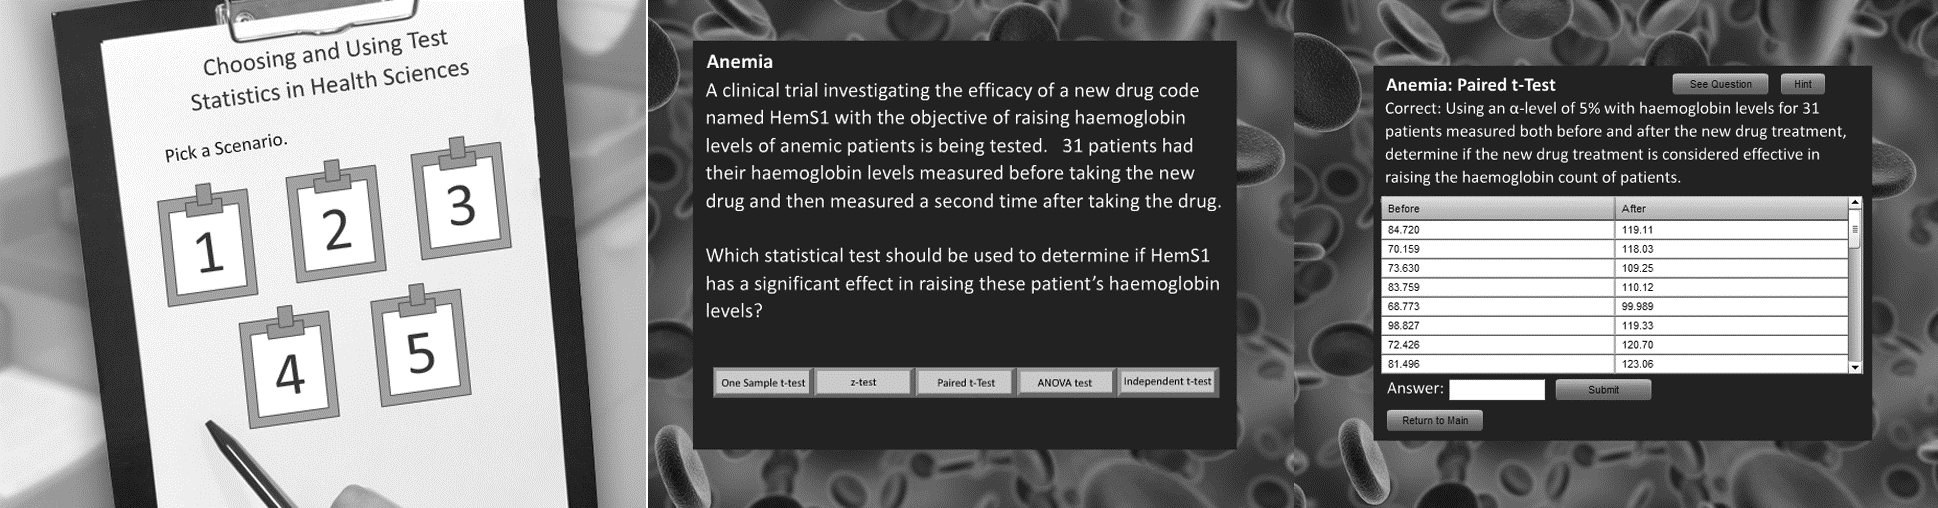 Choosing and Using Test
Statistics in Health Sciences
Pick a Scenario.
1
2
3
4
5
Anemia
A clinical trial investigating the efficacy of a new drug code
named HemS1 with the objective of raising haemoglobin
levels of anemic patients is being tested.   31 patients had
their haemoglobin levels measured before taking the new
drug and then measured a second time after taking the drug.
Which statistical test should be used to determine if HemS1
has a significant effect in raising these patient's haemoglobin
levels?
One Sample t-test
z-test
Paired t-Test
ANOVA test
Independent t-test
Anemia: Paired t-Test
See Question
Hint
Correct: Using an α-level of 5% with haemoglobin levels for 31
patients measured both before and after the new drug treatment,
determine if the new drug treatment is considered effective in
raising the haemoglobin count of patients.
Before After
84.720 119.11
70.159 118.03
73.630 109.25
83.759 110.12
68.773 99.989
98.827 119.33
72.426 120.70
81.496 123.06
Answer:
Submit
Return to Main